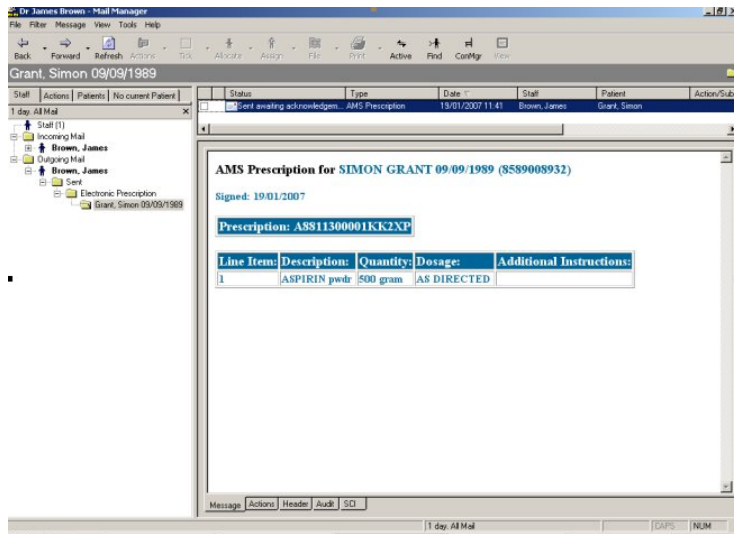 Dr James Brown - Mail Manager
File Filter Message View Tools Help
Back Forward Refresh Actions Tick Allocate Assign File Print Active Find ConMgr View
Grant, Simon 09/09/1989
Staff Actions Patients No current Patient
1 day. All Mail
Staff (1)
Incoming Mail
Brown, James
Outgoing Mail
Brown, James
Sent
Electronic Prescription
Grant, Simon 09/09/1989
Status Type Date Staff Patient Action/Sub
Sent awaiting acknowledgem... AMS Prescription 19/01/2007 11:41 Brown, James Grant, Simon
AMS Prescription for SIMON GRANT 09/09/1989 (8589008932)
Signed: 19/01/2007
Prescription: A8811300001KK2XP
Line Item: Description: Quantity: Dosage: Additional Instructions:
1 ASPIRIN pwdr 500 gram AS DIRECTED
Message Actions Header Audit SCI
1 day. All Mail CAPS NUM